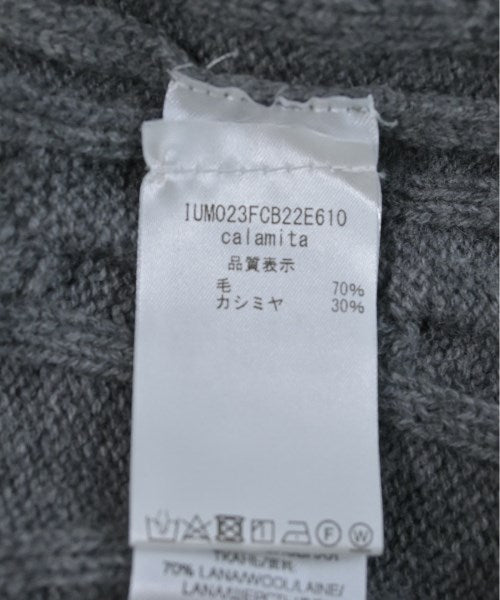 IUM023FCB22E610
calamita
品質表示
毛 70%
カシミヤ 30%
F W
70% LANA/WOOL/LAINE/